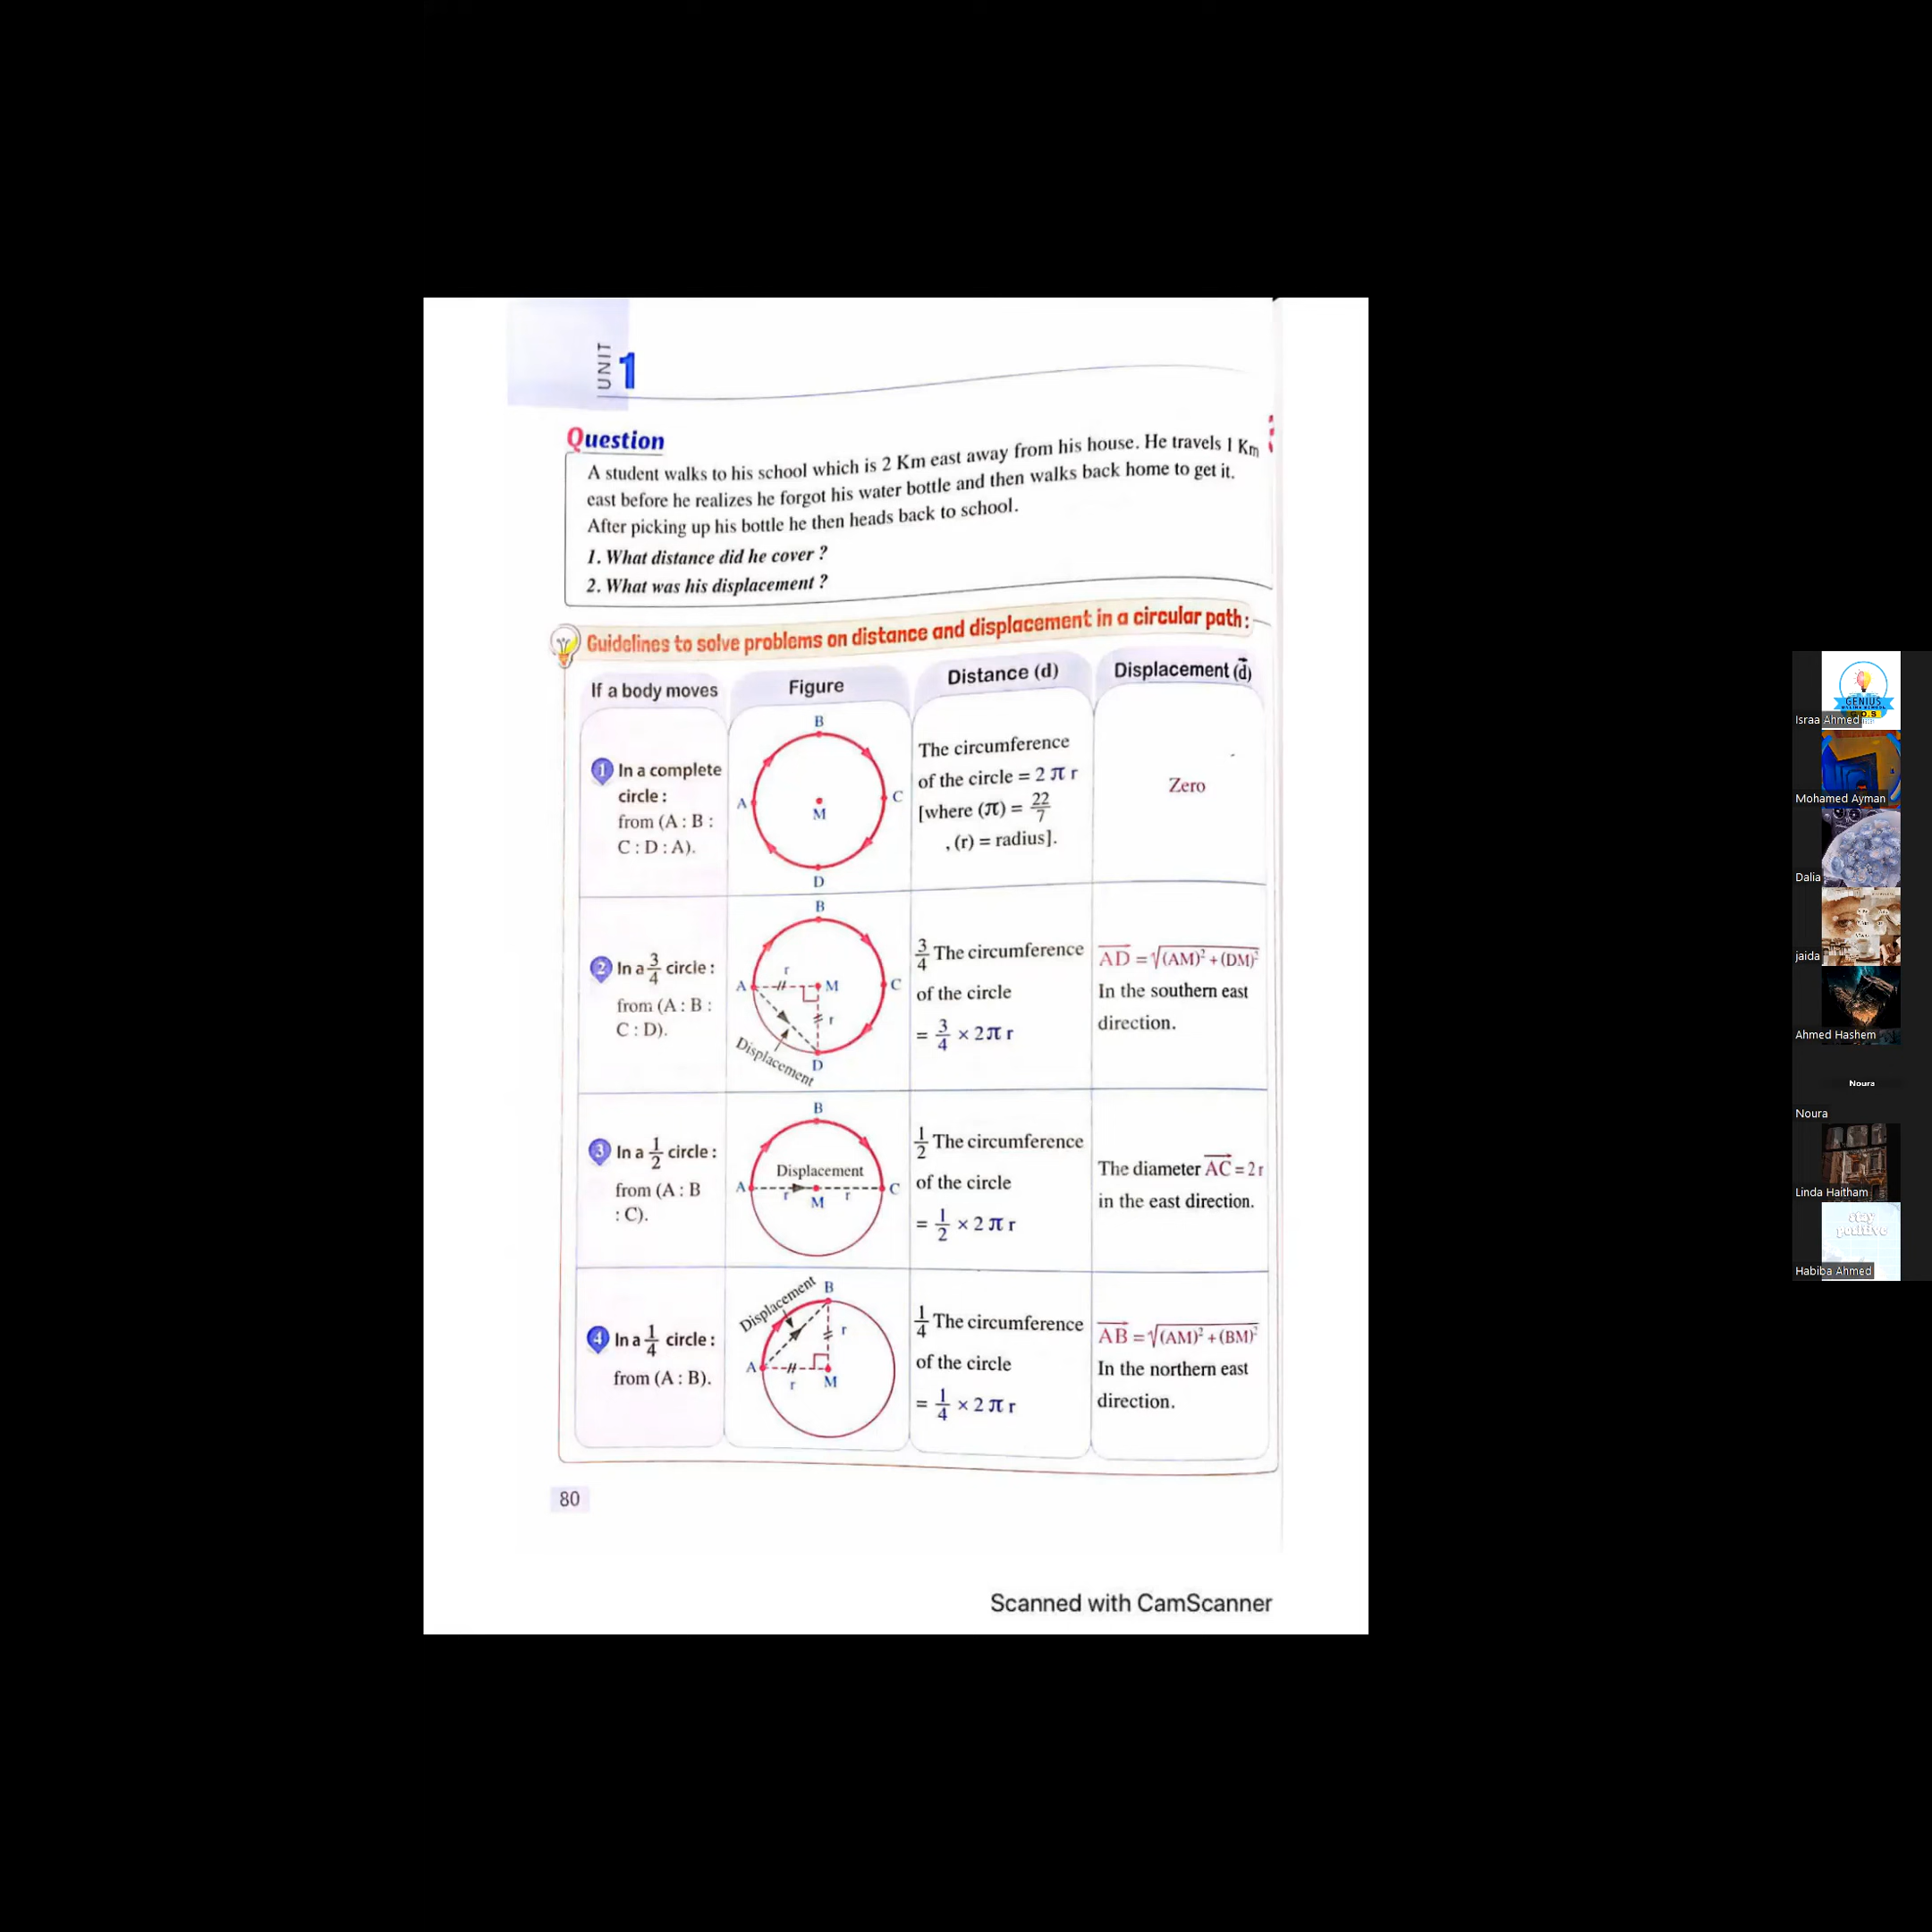 UNIT 1
Question
A student walks to his school which is 2 Km east away from his house. He travels 1 Km
east before he realizes he forgot his water bottle and then walks back home to get it.
After picking up his bottle he then heads back to school.
1. What distance did he cover ?
2. What was his displacement ?
Guidelines to solve problems on distance and displacement in a circular path:
If a body moves
Figure
Distance (d)
Displacement (d⃗)
1 In a complete
circle :
from (A : B :
C : D : A).
B
A
C
M
D
The circumference
of the circle = 2 π r
[where (π) = 22/7
, (r) = radius].
Zero
2 In a 3/4 circle :
from (A : B :
C : D).
B
r
A
M
C
r
Displacement
D
3/4 The circumference
of the circle
= 3/4 × 2 π r
AD⃗ = √(AM)² + (DM)²
In the southern east
direction.
3 In a 1/2 circle :
from (A : B
: C).
B
Displacement
A
C
r
M
r
1/2 The circumference
of the circle
= 1/2 × 2 π r
The diameter AC⃗ = 2 r
in the east direction.
4 In a 1/4 circle :
from (A : B).
Displacement
B
r
A
r
M
1/4 The circumference
of the circle
= 1/4 × 2 π r
AB⃗ = √(AM)² + (BM)²
In the northern east
direction.
80
Scanned with CamScanner
GENIUS
Israa Ahmed
Mohamed Ayman
Dalia
jaida
Ahmed Hashem
Noura
Noura
Linda Haitham
stay
positive
Habiba Ahmed